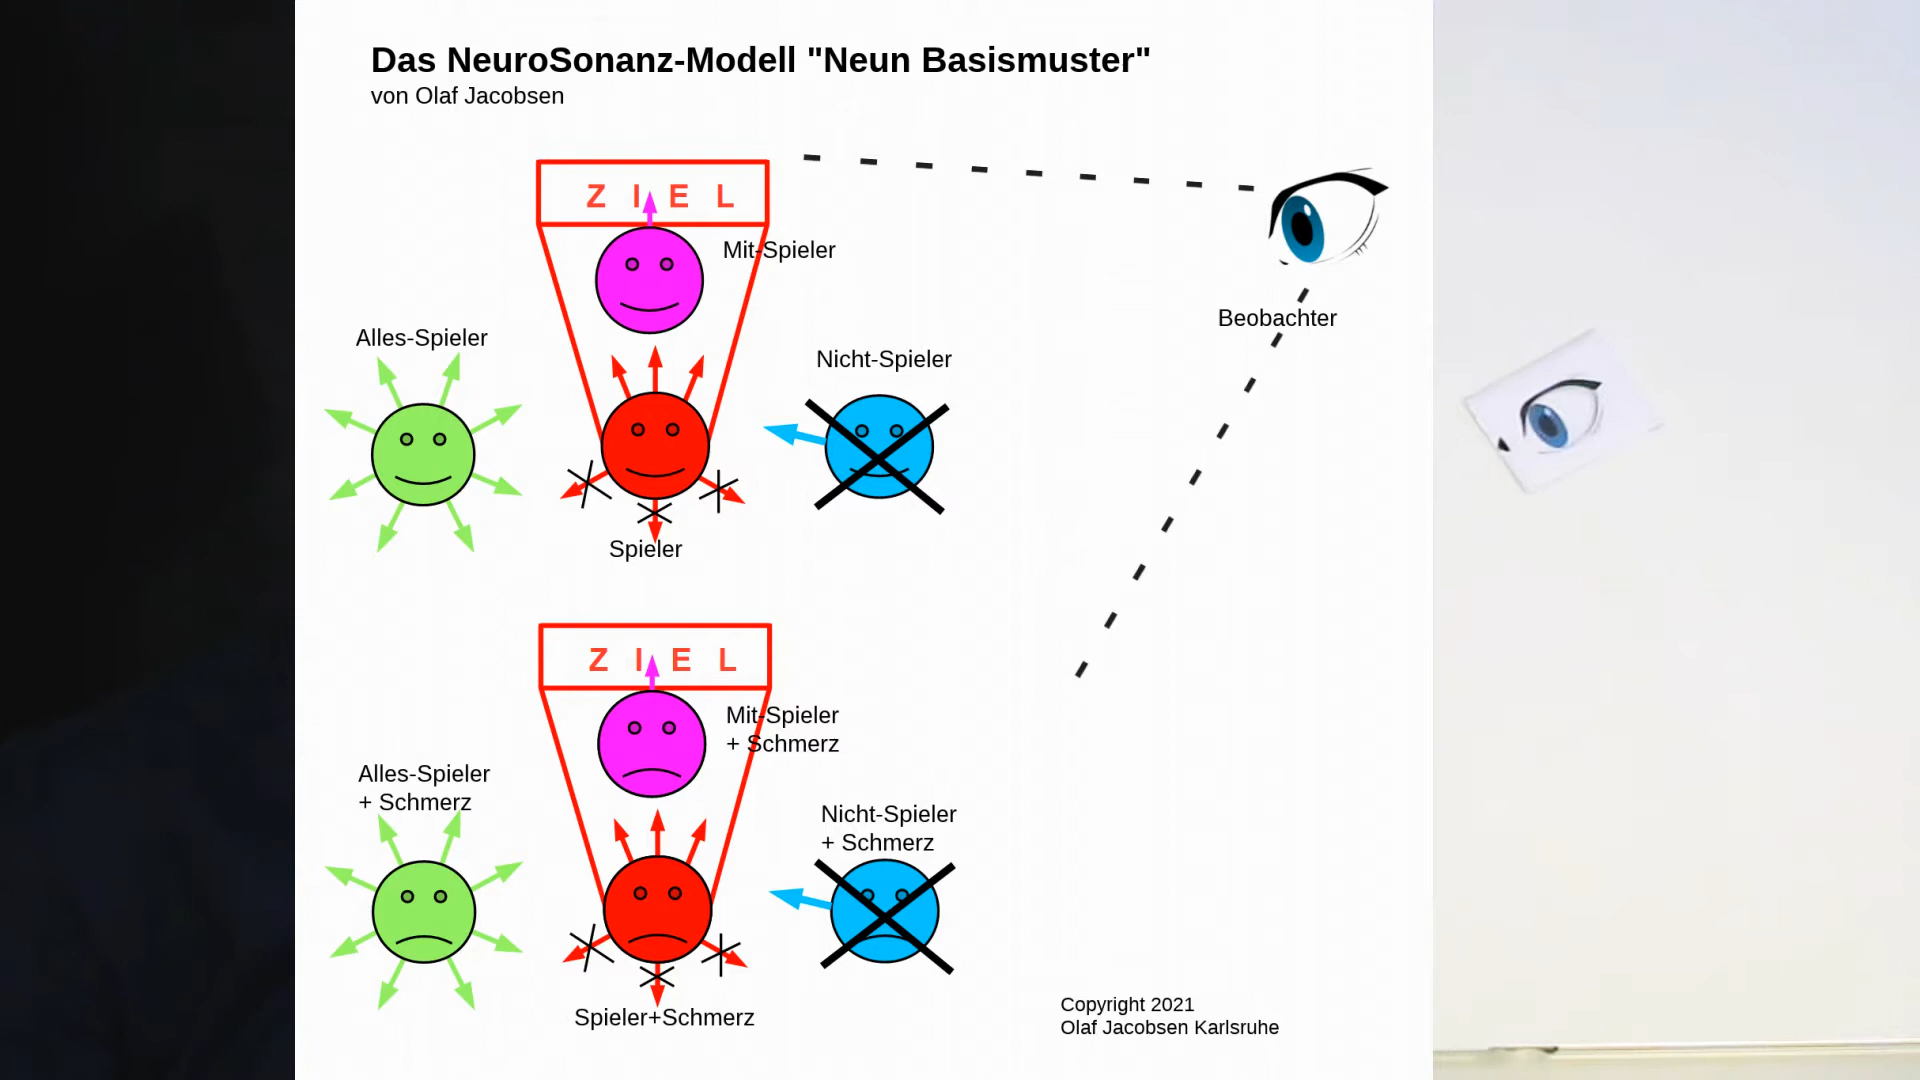 Das NeuroSonanz-Modell "Neun Basismuster"
von Olaf Jacobsen
Z I E L
Mit-Spieler
Beobachter
Alles-Spieler
Nicht-Spieler
Spieler
Z I E L
Mit-Spieler
+ Schmerz
Alles-Spieler
+ Schmerz
Nicht-Spieler
+ Schmerz
Spieler+Schmerz
Copyright 2021
Olaf Jacobsen Karlsruhe